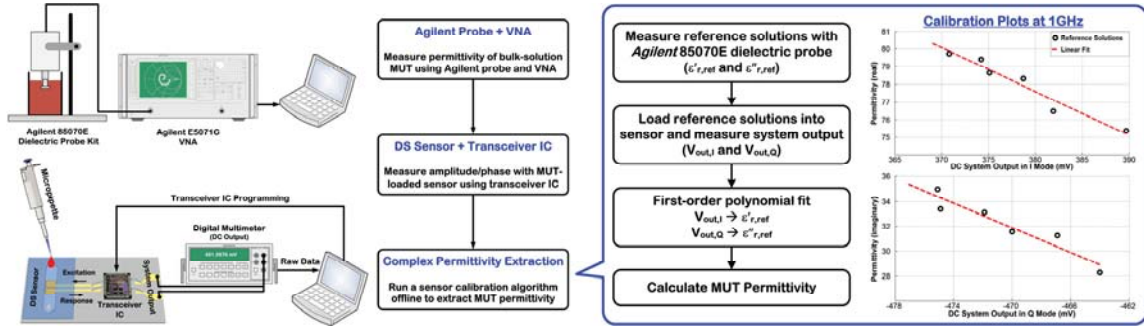 Agilent 85070E
Dielectric Probe Kit
Agilent E5071C
VNA
Micropipette
Transceiver IC Programming
Digital Multimeter
(DC Output)
Raw Data
DS Sensor
Excitation
Response
Transceiver
IC
System
Output
Agilent Probe + VNA
Measure permittivity of bulk-solution
MUT using Agilent probe and VNA
DS Sensor + Transceiver IC
Measure amplitude/phase with MUT-
loaded sensor using transceiver IC
Complex Permittivity Extraction
Run a sensor calibration algorithm
offline to extract MUT permittivity
Measure reference solutions with
Agilent 85070E dielectric probe
(ε'r,ref and ε"r,ref)
Load reference solutions into
sensor and measure system output
(Vout,I and Vout,Q)
First-order polynomial fit
Vout,I → ε'r,ref
Vout,Q → ε"r,ref
Calculate MUT Permittivity
Calibration Plots at 1GHz
Reference Solutions
Linear Fit
Permittivity (real)
81
80
79
78
77
76
75
74
365 370 375 380 385 390
DC System Output in I Mode (mV)
Permittivity (imaginary)
36
34
32
30
28
-478 -474 -470 -466 -462
DC System Output in Q Mode (mV)